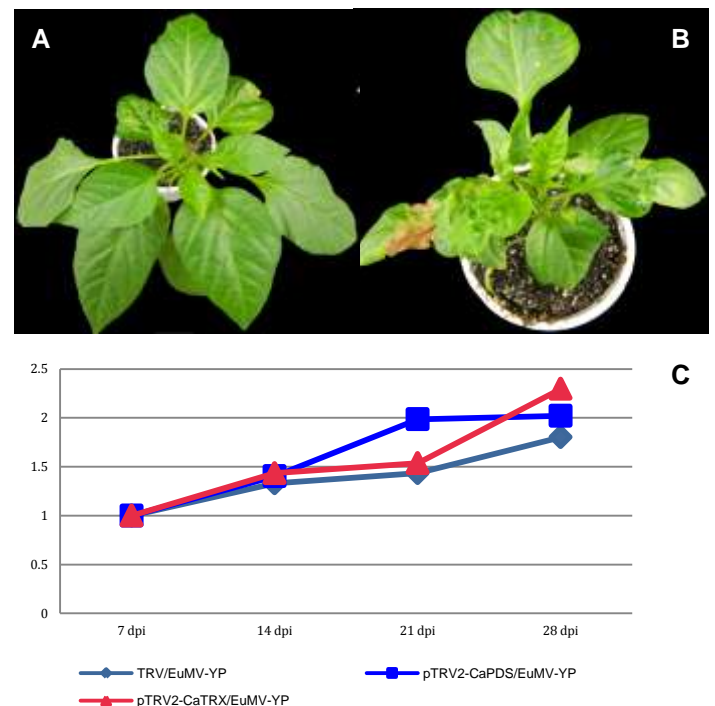 A B
C
2.5
2
1.5
1
0.5
0
7 dpi 14 dpi 21 dpi 28 dpi
TRV/EuMV-YP pTRV2-CaPDS/EuMV-YP
pTRV2-CaTRX/EuMV-YP